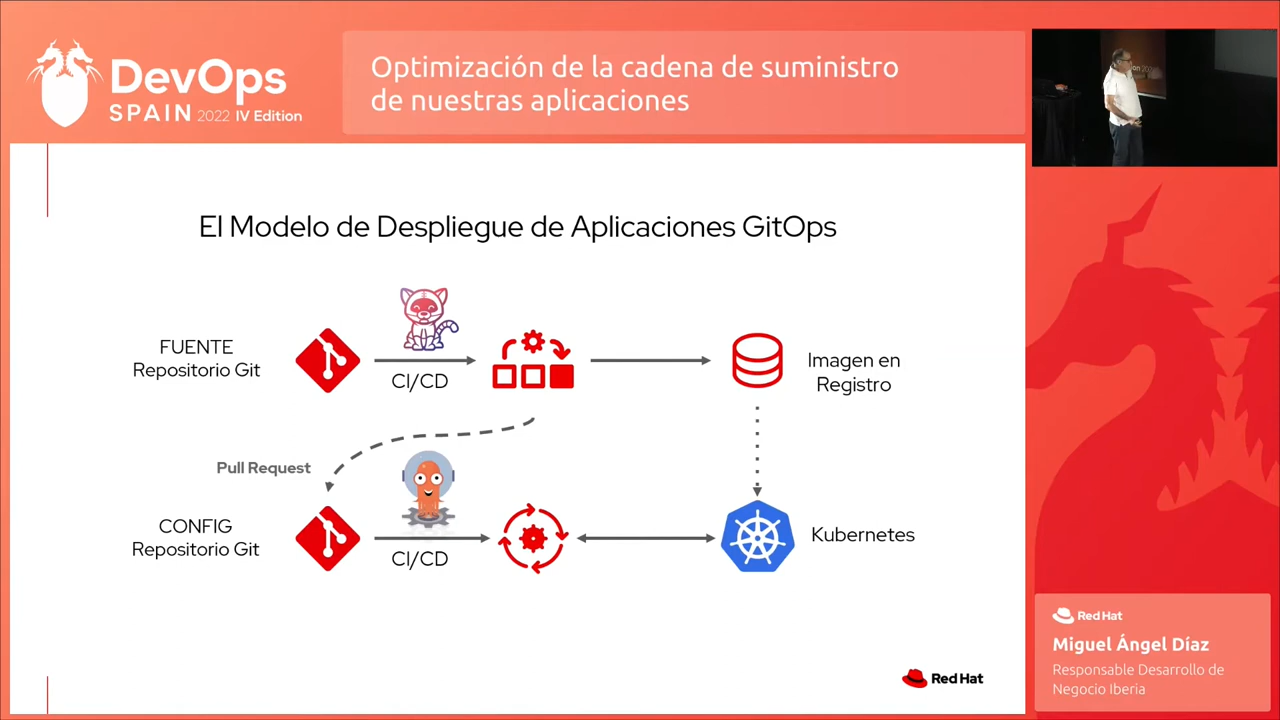 DevOps
SPAIN 2022 IV Edition
Optimización de la cadena de suministro
de nuestras aplicaciones
El Modelo de Despliegue de Aplicaciones GitOps
FUENTE
Repositorio Git
CI/CD
Imagen en
Registro
Pull Request
CONFIG
Repositorio Git
CI/CD
Kubernetes
Red Hat
Red Hat
Miguel Ángel Díaz
Responsable Desarrollo de
Negocio Iberia